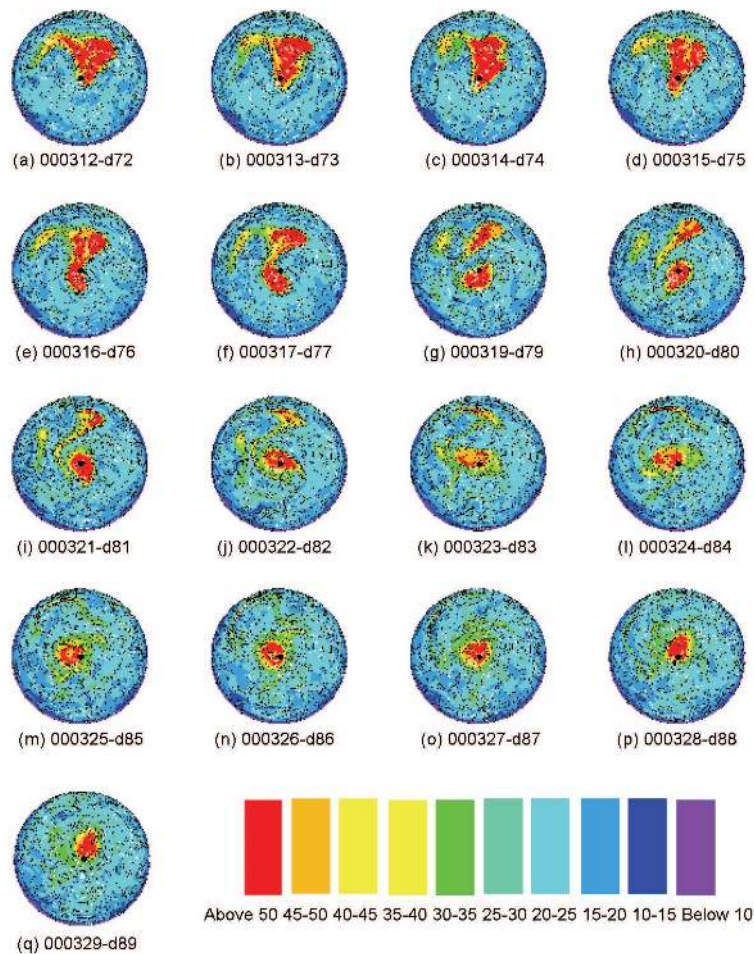 (a) 000312-d72 (b) 000313-d73 (c) 000314-d74 (d) 000315-d75
(e) 000316-d76 (f) 000317-d77 (g) 000319-d79 (h) 000320-d80
(i) 000321-d81 (j) 000322-d82 (k) 000323-d83 (l) 000324-d84
(m) 000325-d85 (n) 000326-d86 (o) 000327-d87 (p) 000328-d88
Above 50 45-50 40-45 35-40 30-35 25-30 20-25 15-20 10-15 Below 10
(q) 000329-d89